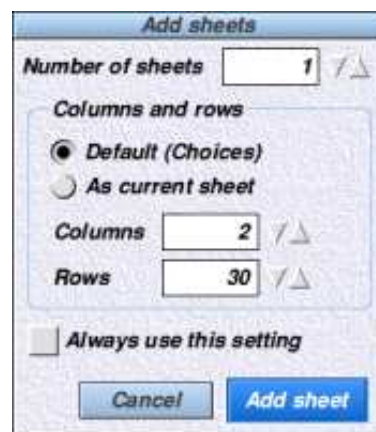 Add sheets
Number of sheets 1
Columns and rows
Default (Choices)
As current sheet
Columns 2
Rows 30
Always use this setting
Cancel Add sheet